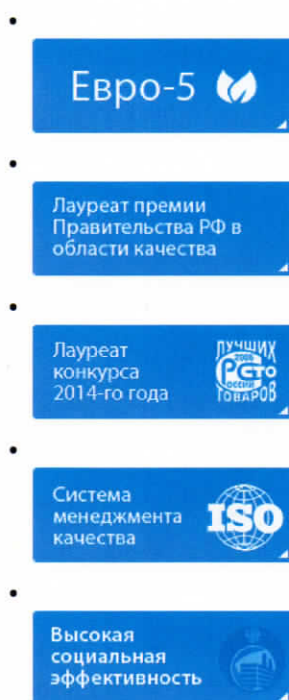 Евро-5
Лауреат премии
Правительства РФ в
области качества
Лауреат
конкурса
2014-го года
ЛУЧШИХ
РОССИИ
ТОВАРОВ
Система
менеджмента
качества
ISO
Высокая
социальная
эффективность